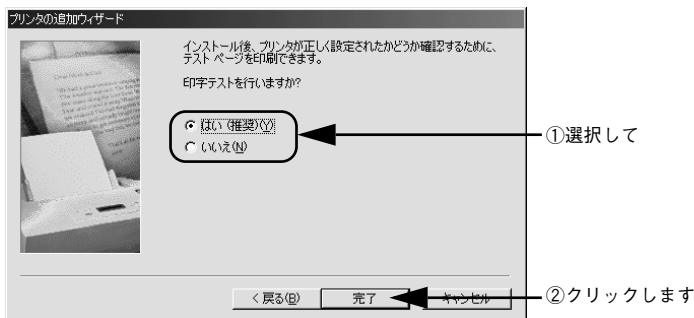 プリンタの追加ウィザード
インストール後、プリンタが正しく設定されたかどうか確認するために、
テスト ページを印刷できます。
印字テストを行いますか?
はい (推奨)(Y)
いいえ(N)
①選択して
< 戻る(B)
完了
キャンセル
②クリックします